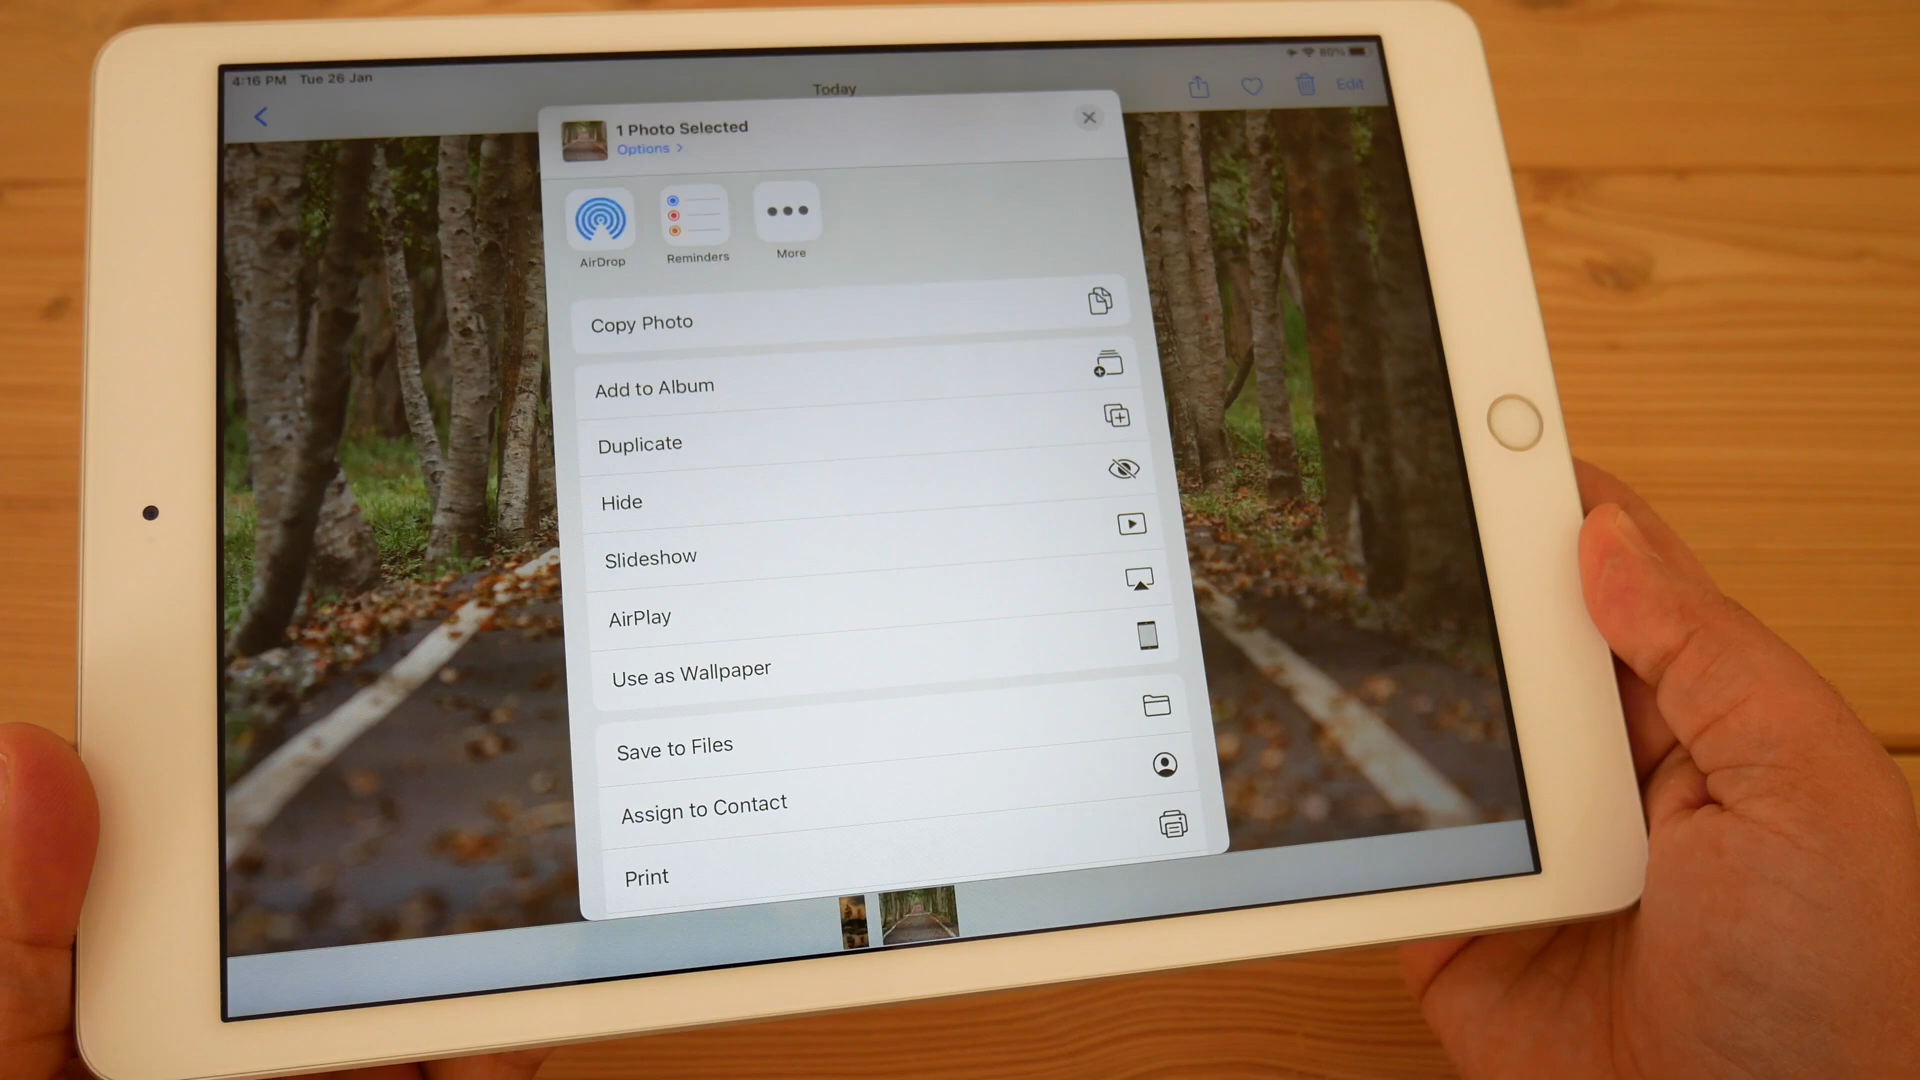 4:16 PM Tue 26 Jan
80%
Today
Edit
1 Photo Selected
Options
AirDrop
Reminders
More
Copy Photo
Add to Album
Duplicate
Hide
Slideshow
AirPlay
Use as Wallpaper
Save to Files
Assign to Contact
Print